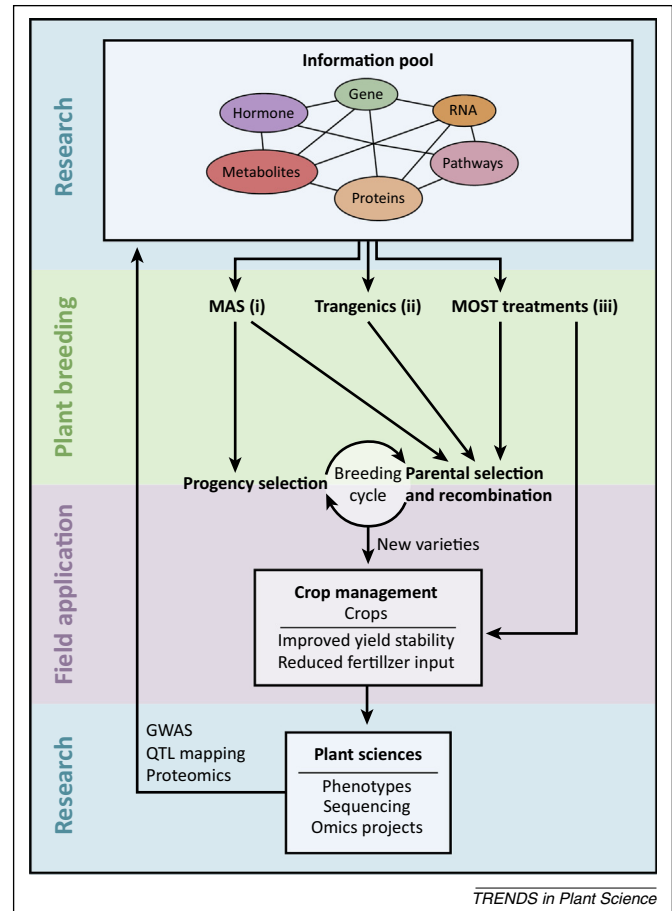 Research
Information pool
Gene
Hormone
RNA
Metabolites
Pathways
Proteins
Plant breeding
MAS (i)
Trangenics (ii)
MOST treatments (iii)
Progency selection
Breeding
cycle
Parental selection
and recombination
Field application
New varieties
Crop management
Crops
Improved yield stability
Reduced fertillzer input
Research
GWAS
QTL mapping
Proteomics
Plant sciences
Phenotypes
Sequencing
Omics projects
TRENDS in Plant Science